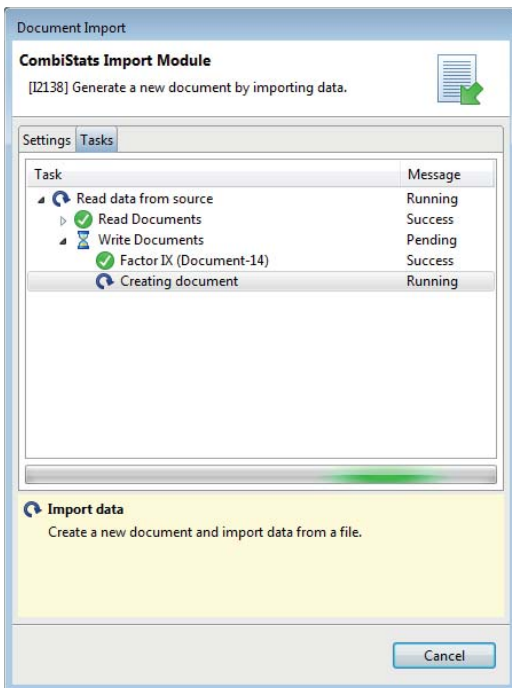 Document Import
CombiStats Import Module
[I2138] Generate a new document by importing data.
Settings Tasks
Task Message
Read data from source Running
Read Documents Success
Write Documents Pending
Factor IX (Document-14) Success
Creating document Running
Import data
Create a new document and import data from a file.
Cancel